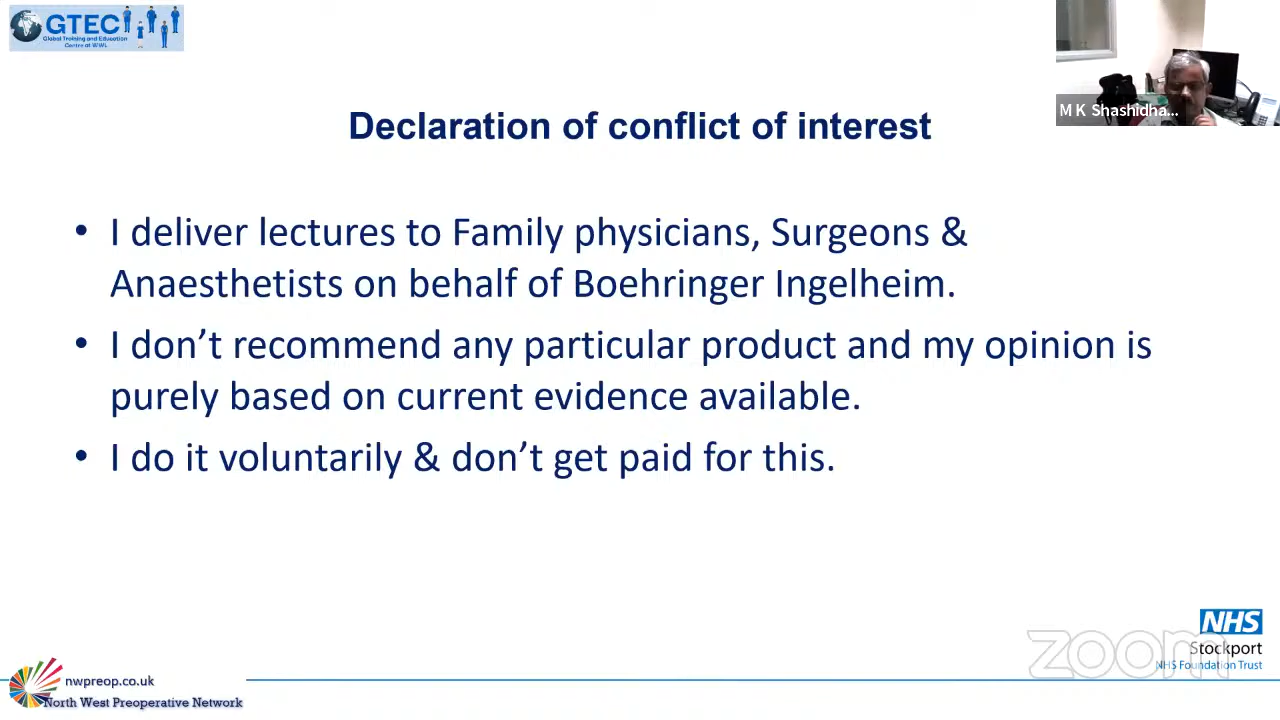 GTEC
Global Training and Education
Centre at WWL
M K Shashidha...
Declaration of conflict of interest
• I deliver lectures to Family physicians, Surgeons &
Anaesthetists on behalf of Boehringer Ingelheim.
• I don't recommend any particular product and my opinion is
purely based on current evidence available.
• I do it voluntarily & don't get paid for this.
NHS
Stockport
NHS Foundation Trust
zoom
nwpreop.co.uk
North West Preoperative Network